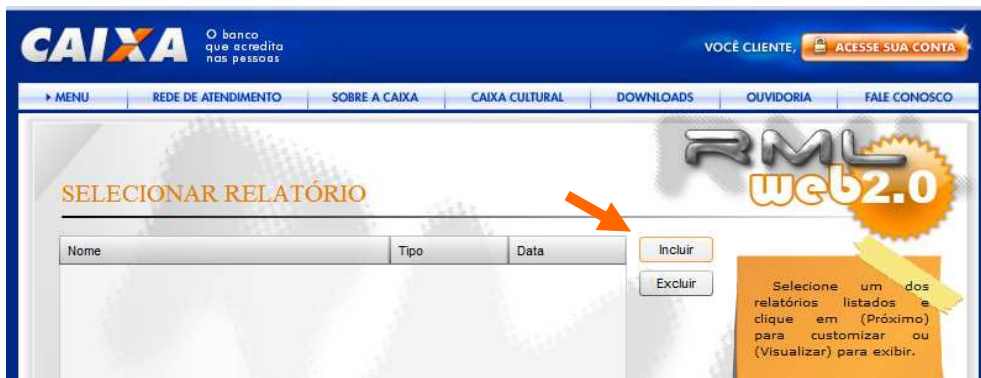 CAIXA
O banco
que acredita
nas pessoas
VOCÊ CLIENTE, ACESSE SUA CONTA
MENU REDE DE ATENDIMENTO SOBRE A CAIXA CAIXA CULTURAL DOWNLOADS OUVIDORIA FALE CONOSCO
RML
web2.0
SELECIONAR RELATÓRIO
Nome Tipo Data Incluir
Excluir
Selecione um dos
relatórios listados e
clique em (Próximo)
para customizar ou
(Visualizar) para exibir.